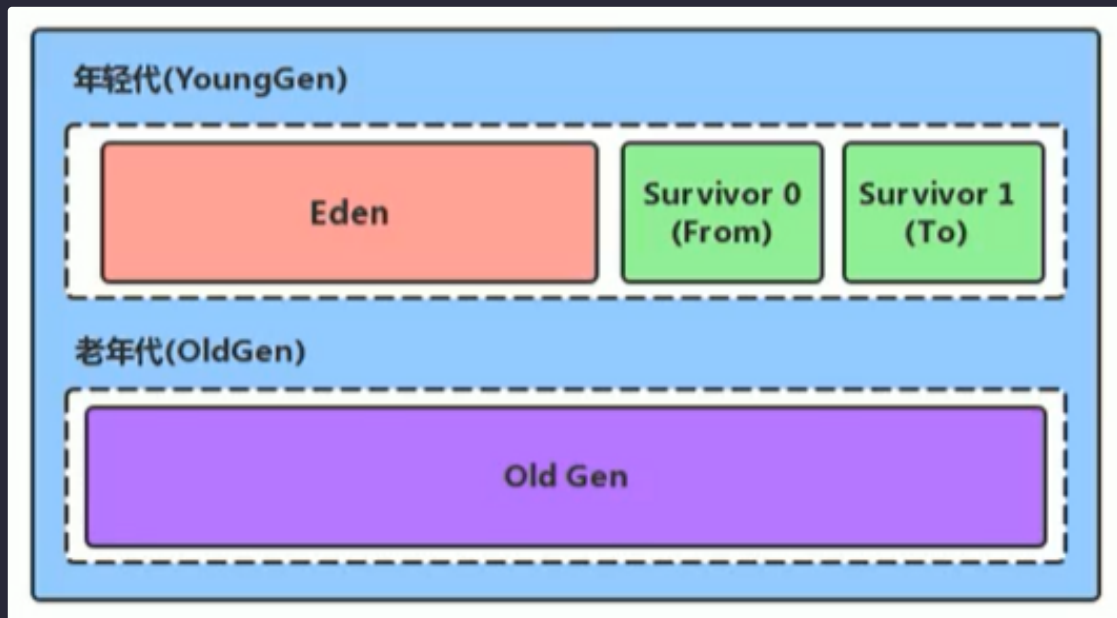 年轻代(YoungGen)
Eden
Survivor 0
(From)
Survivor 1
(To)
老年代(OldGen)
Old Gen